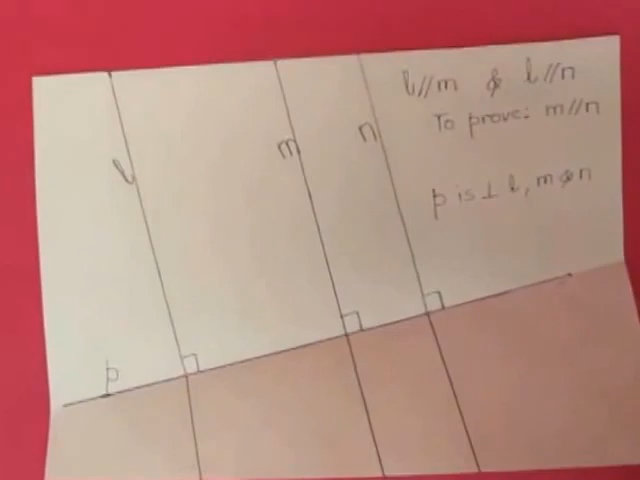 l//m & l//n
To prove: m//n
p is ⊥ l, m & n
l
m
n
p